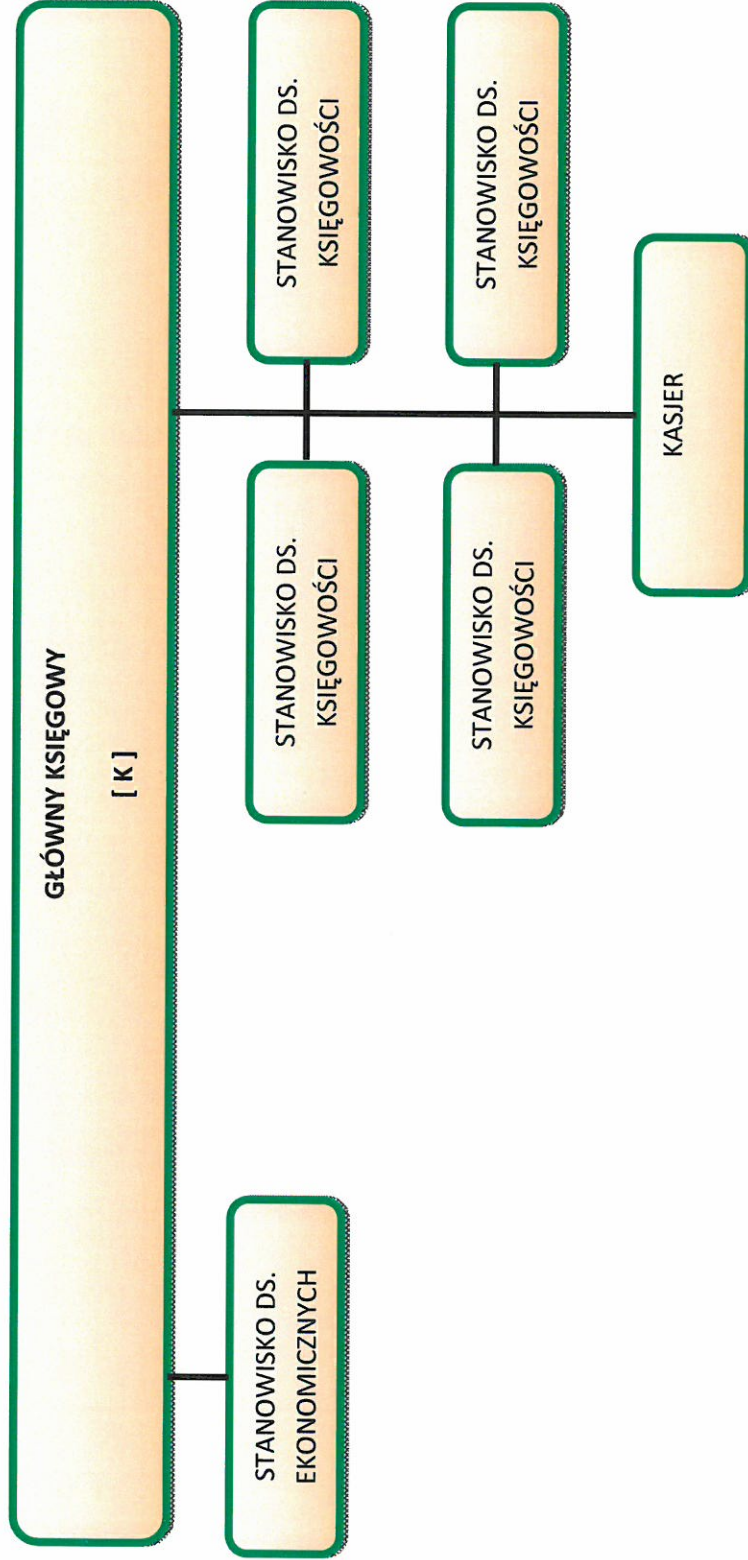 GŁÓWNY KSIĘGOWY
[ K ]
STANOWISKO DS.
EKONOMICZNYCH
STANOWISKO DS.
KSIĘGOWOŚCI
STANOWISKO DS.
KSIĘGOWOŚCI
STANOWISKO DS.
KSIĘGOWOŚCI
STANOWISKO DS.
KSIĘGOWOŚCI
KASJER